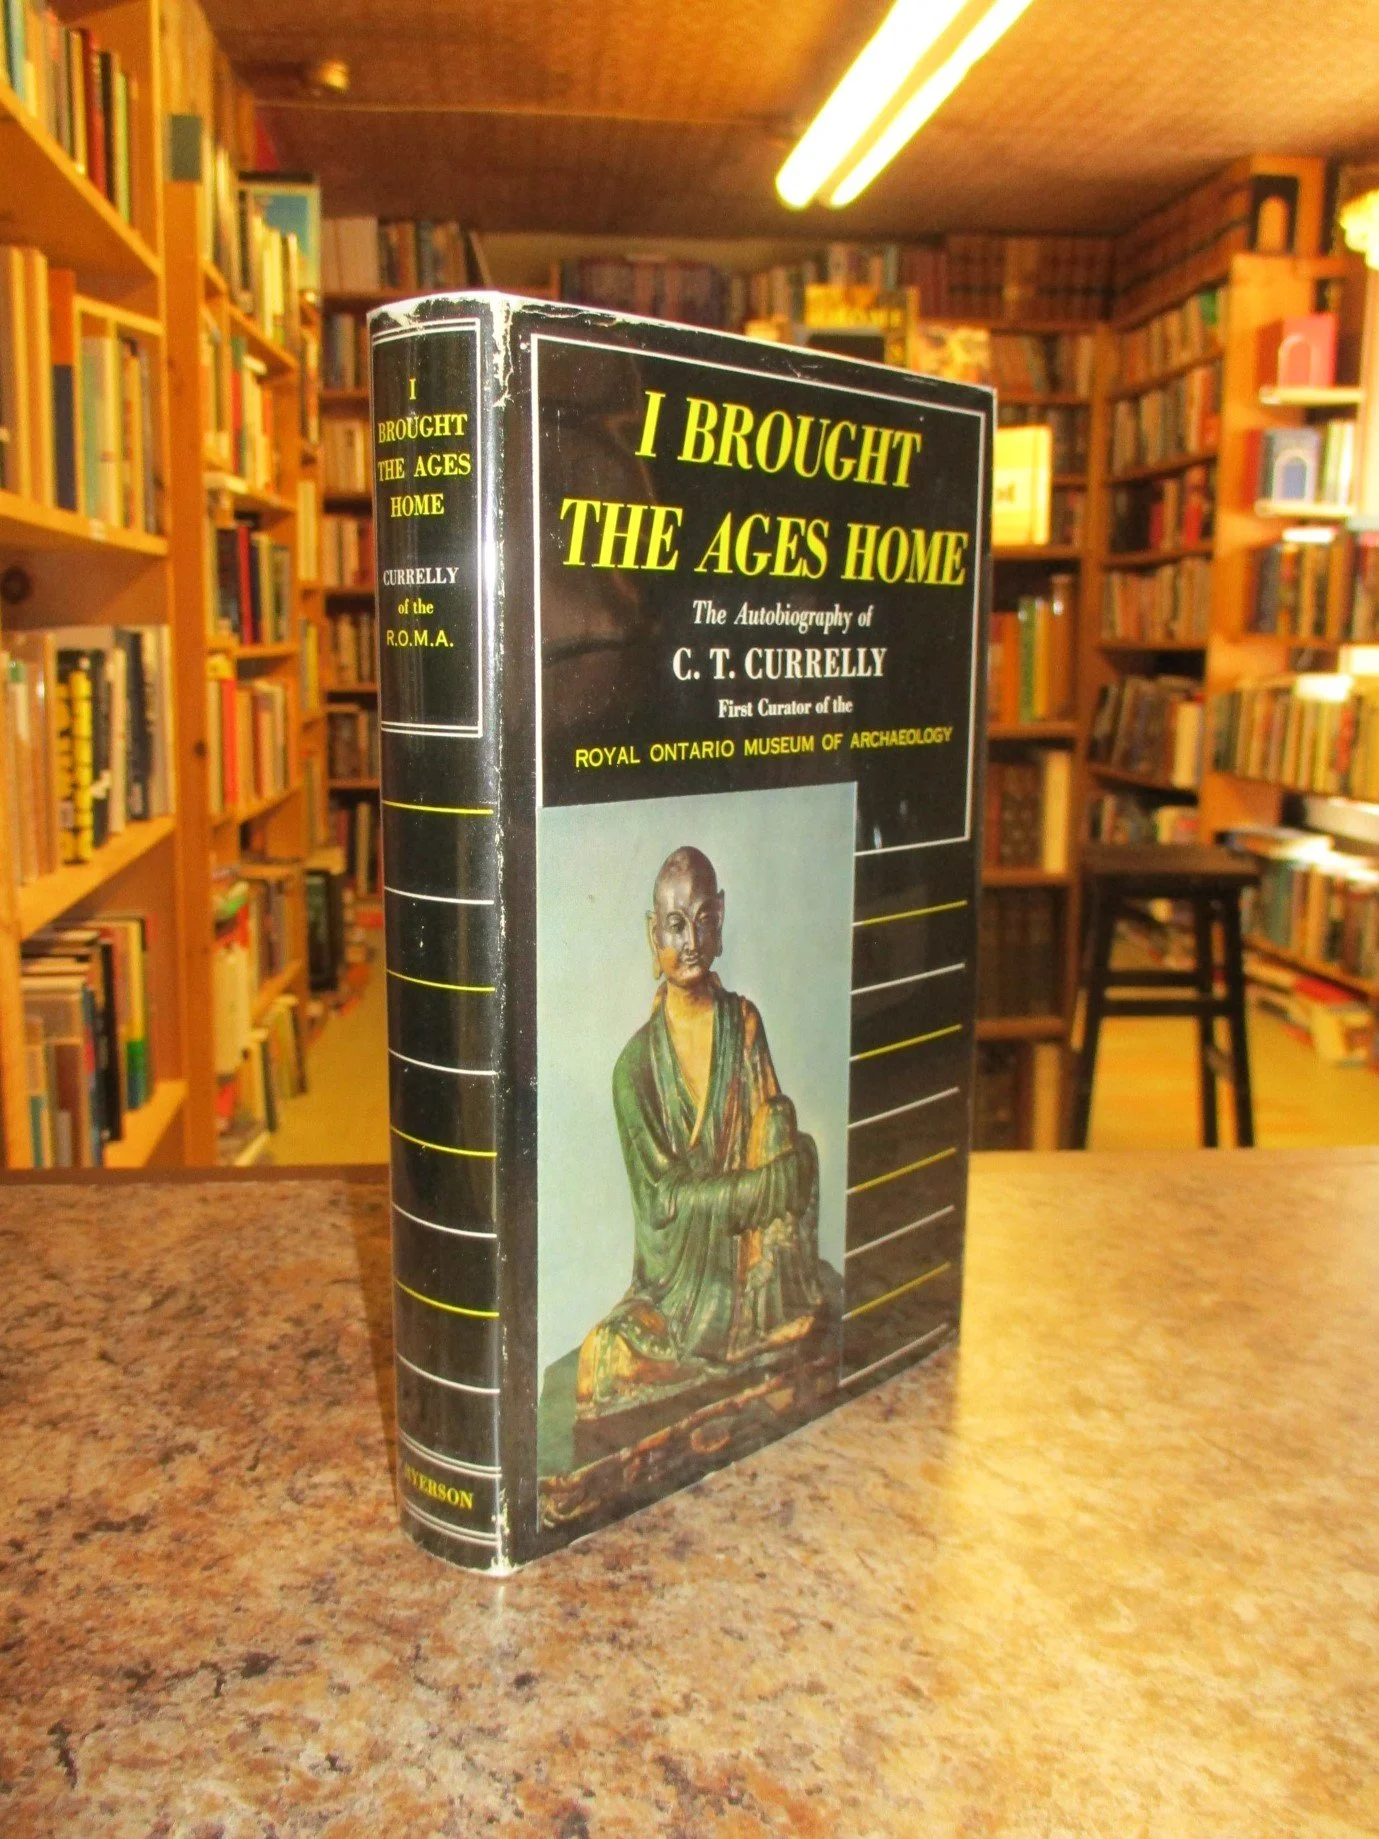 I
BROUGHT
THE AGES
HOME
CURRELLY
of the
R.O.M.A.
I BROUGHT
THE AGES HOME
The Autobiography of
C. T. CURRELLY
First Curator of the
ROYAL ONTARIO MUSEUM OF ARCHAEOLOGY